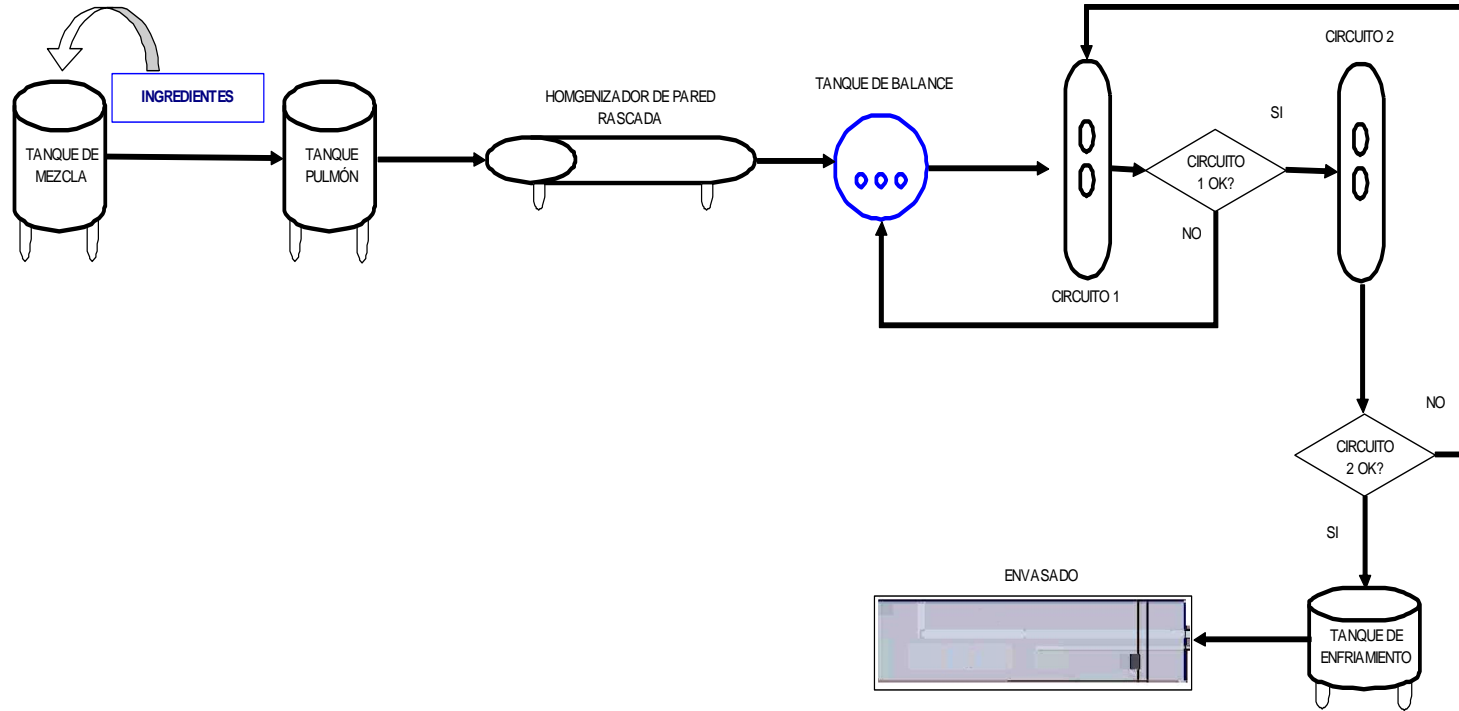 INGREDIENTES
TANQUE DE
MEZCLA
TANQUE
PULMÓN
HOMGENIZADOR DE PARED
RASCADA
TANQUE DE BALANCE
CIRCUITO 1
CIRCUITO
1 OK?
SI
NO
CIRCUITO 2
CIRCUITO
2 OK?
NO
SI
TANQUE DE
ENFRIAMIENTO
ENVASADO